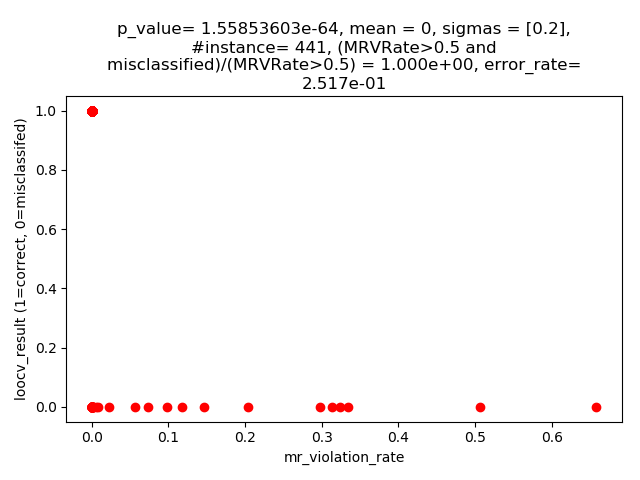 p_value= 1.55853603e-64, mean = 0, sigmas = [0.2],
#instance= 441, (MRVRate>0.5 and
misclassified)/(MRVRate>0.5) = 1.000e+00, error_rate=
2.517e-01
1.0
0.8
0.6
0.4
0.2
0.0
loocv_result (1=correct, 0=misclassifed)
0.0 0.1 0.2 0.3 0.4 0.5 0.6
mr_violation_rate